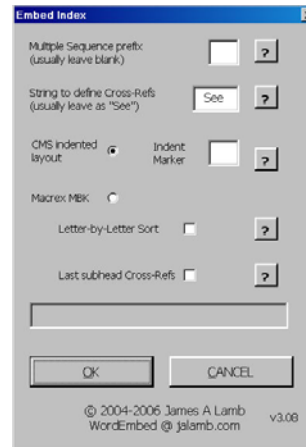 Embed Index
Multiple Sequence prefix
(usually leave blank)
?
String to define Cross-Refs
(usually leave as "See")
See
?
CMS indented
layout
Indent
Marker
?
Macrex MBK
Letter-by-Letter Sort
?
Last subhead Cross-Refs
?
OK
CANCEL
© 2004-2006 James A Lamb
WordEmbed @ jalamb.com
v3.08